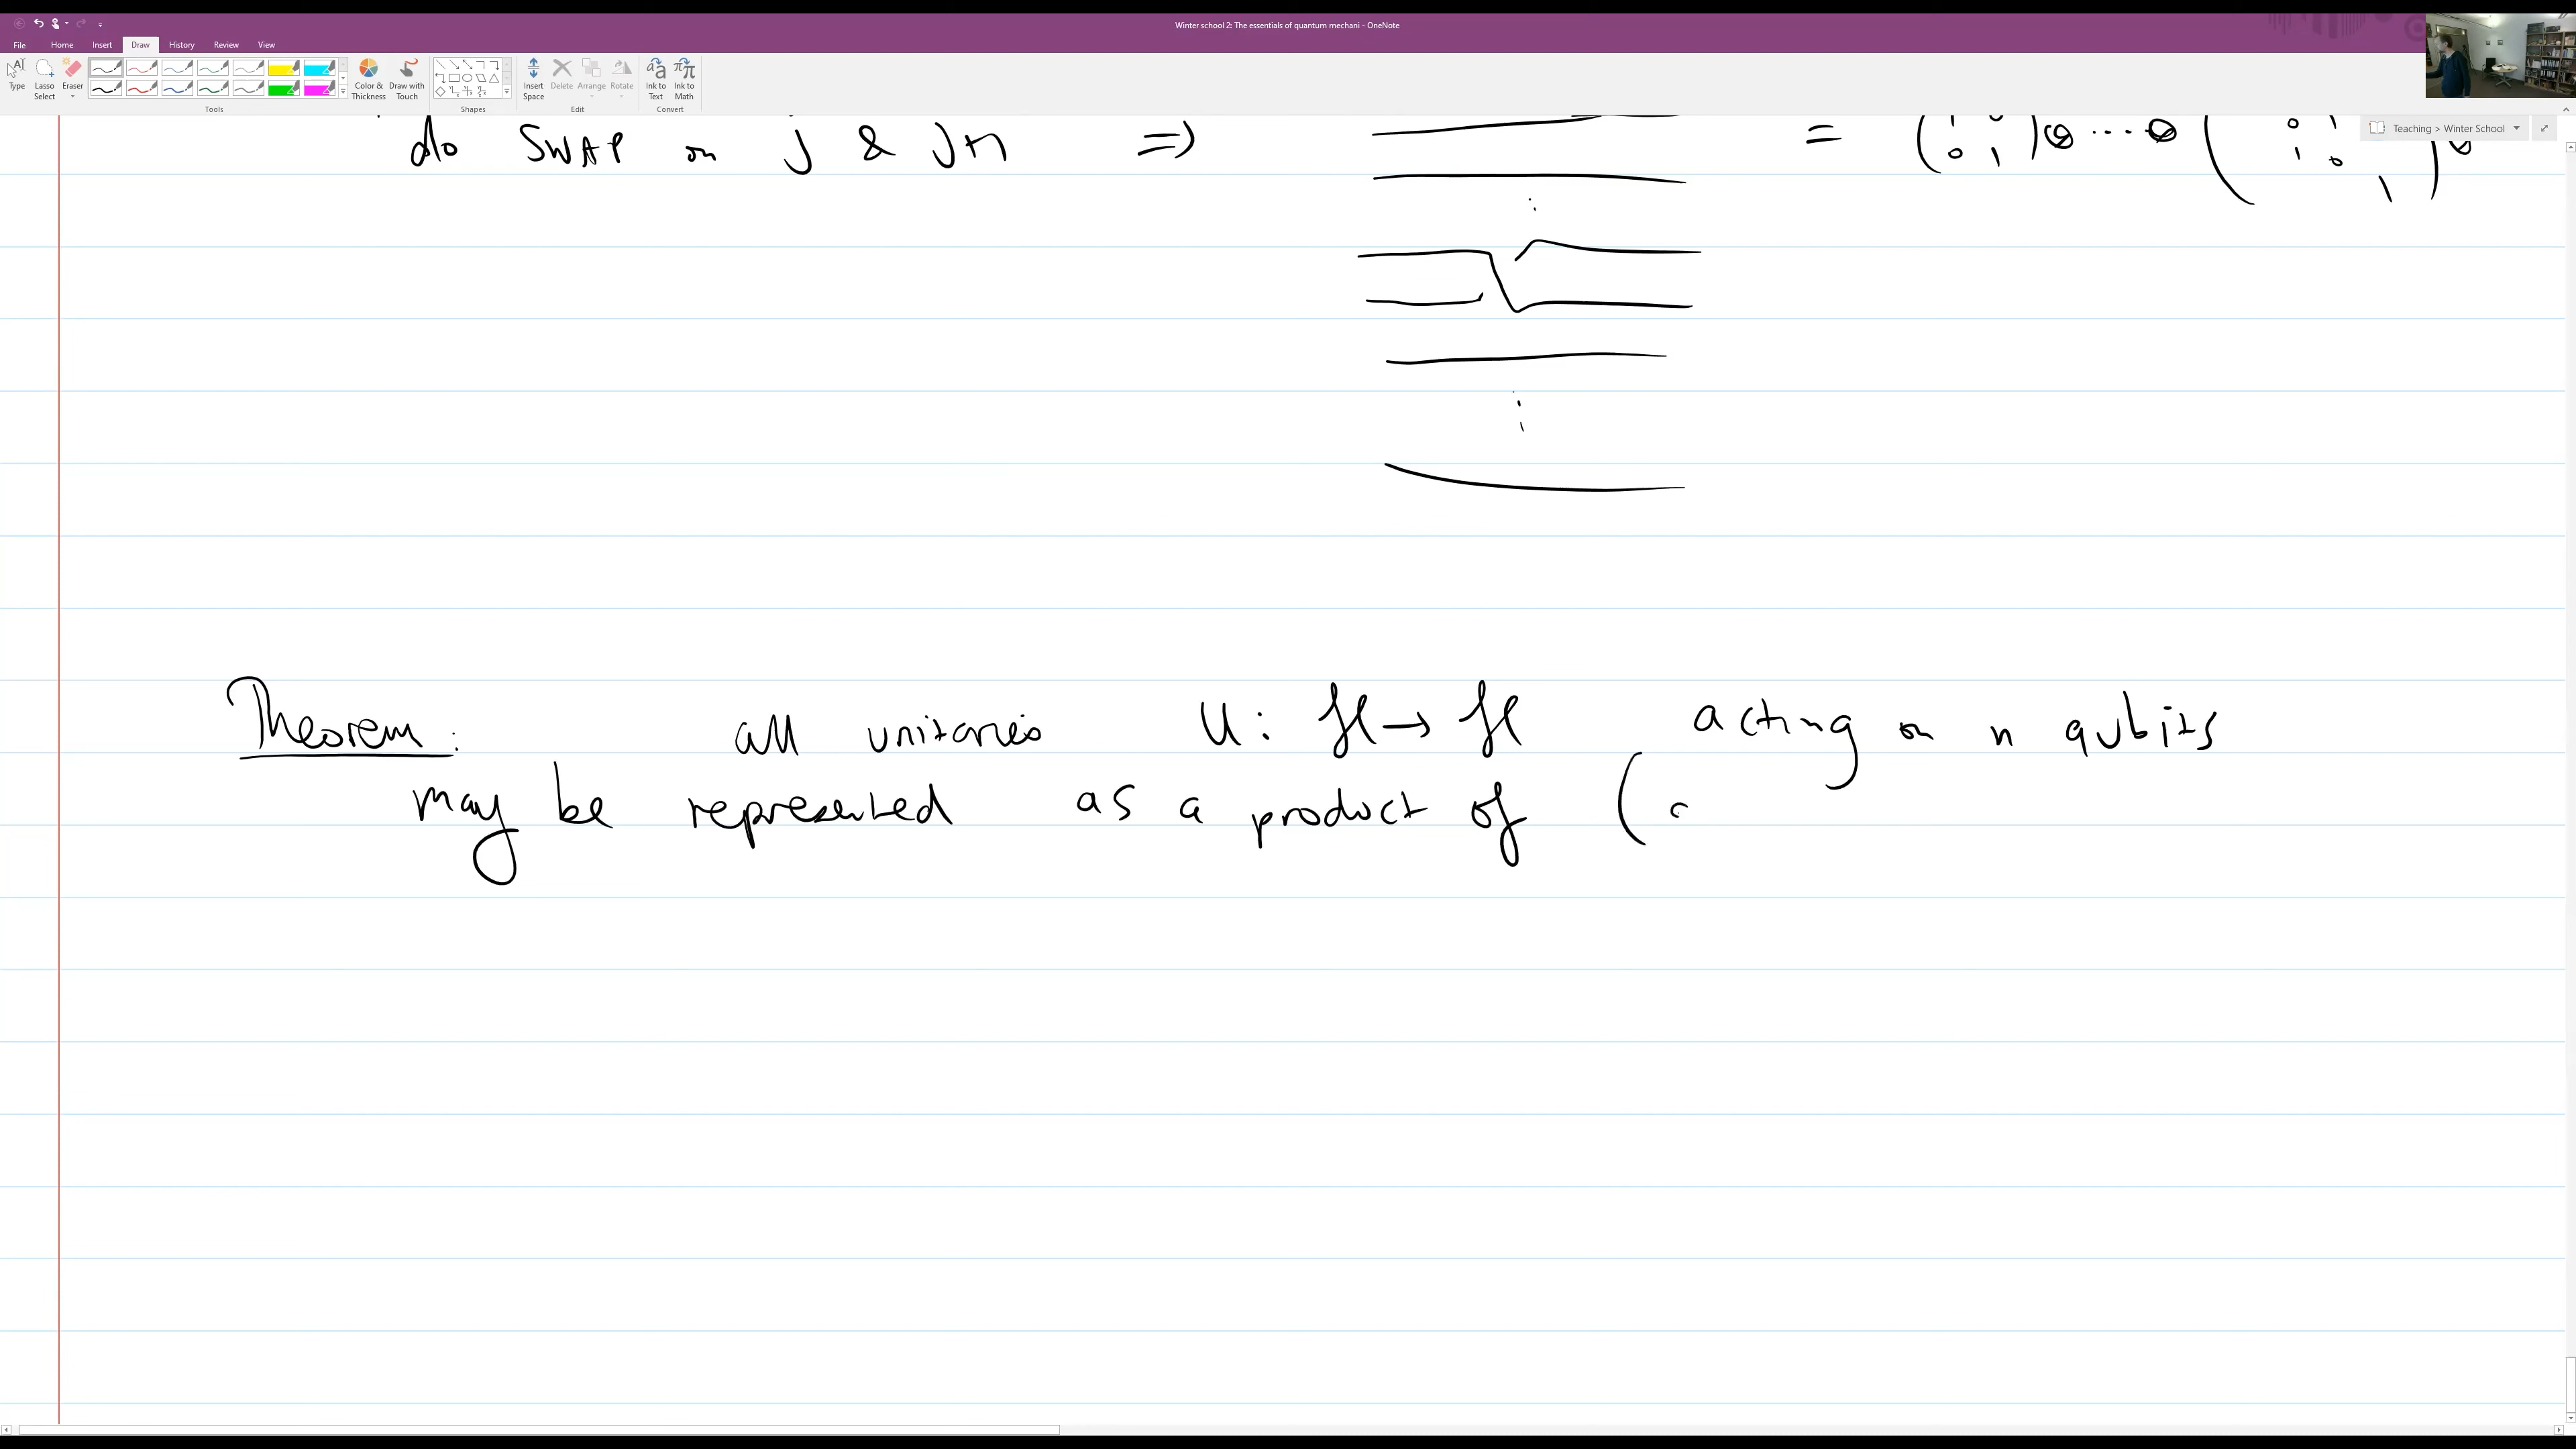 Winter school 2: The essentials of quantum mechani - OneNote
File Home Insert Draw History Review View
Type Lasso Select Eraser Color & Thickness Draw with Touch Insert Space Delete Arrange Rotate Ink to Text Ink to Math
Tools Shapes Edit Convert
Teaching > Winter School
do SWAP on j & j+1 ⇒ = ⊗ ... ⊗
Theorem: all unitaries U: ℋ → ℋ acting on n qubits
may be represented as a product of (